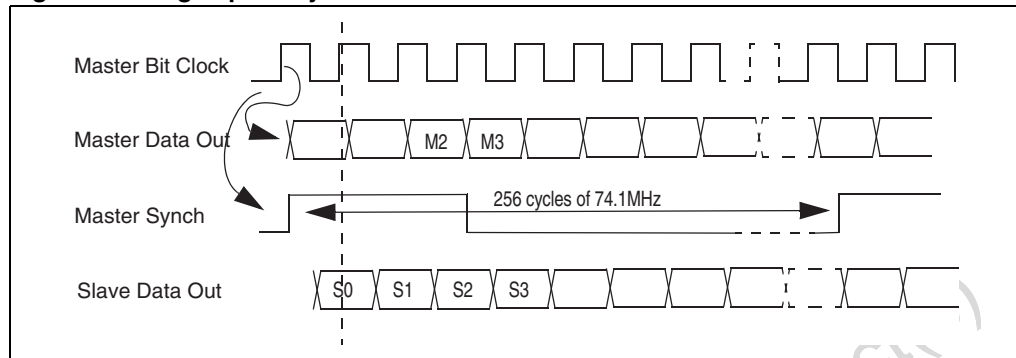 Master Bit Clock
Master Data Out
M2 M3
Master Synch
256 cycles of 74.1MHz
Slave Data Out
S0 S1 S2 S3